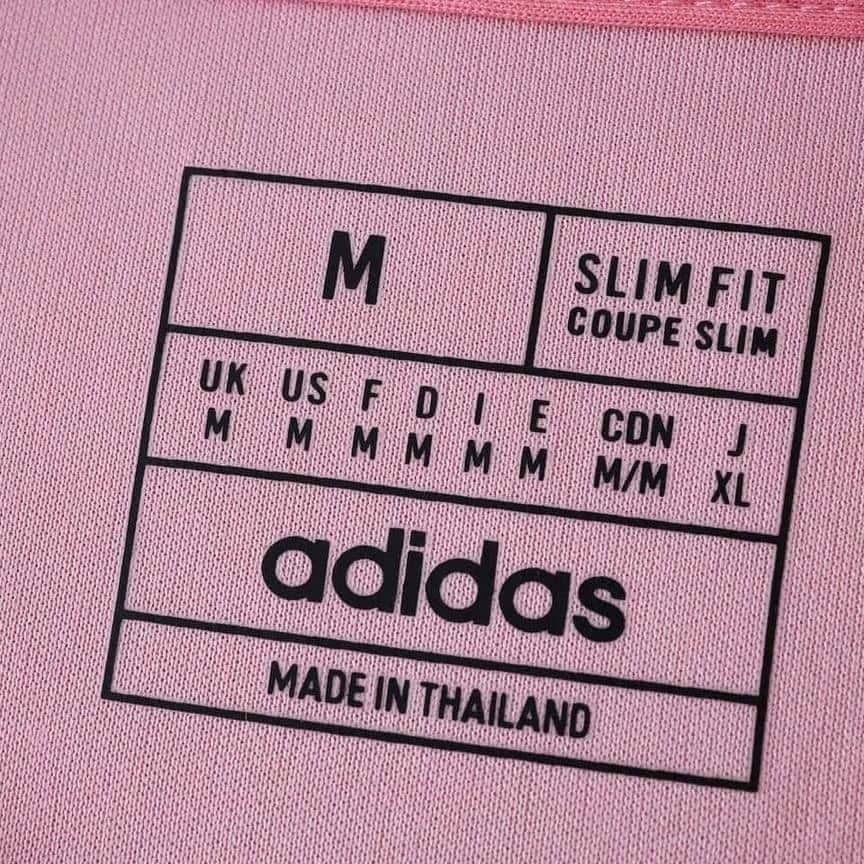 M
SLIM FIT
COUPE SLIM
UK US F D I E CDN J
M M M M M M M/M XL
adidas
MADE IN THAILAND